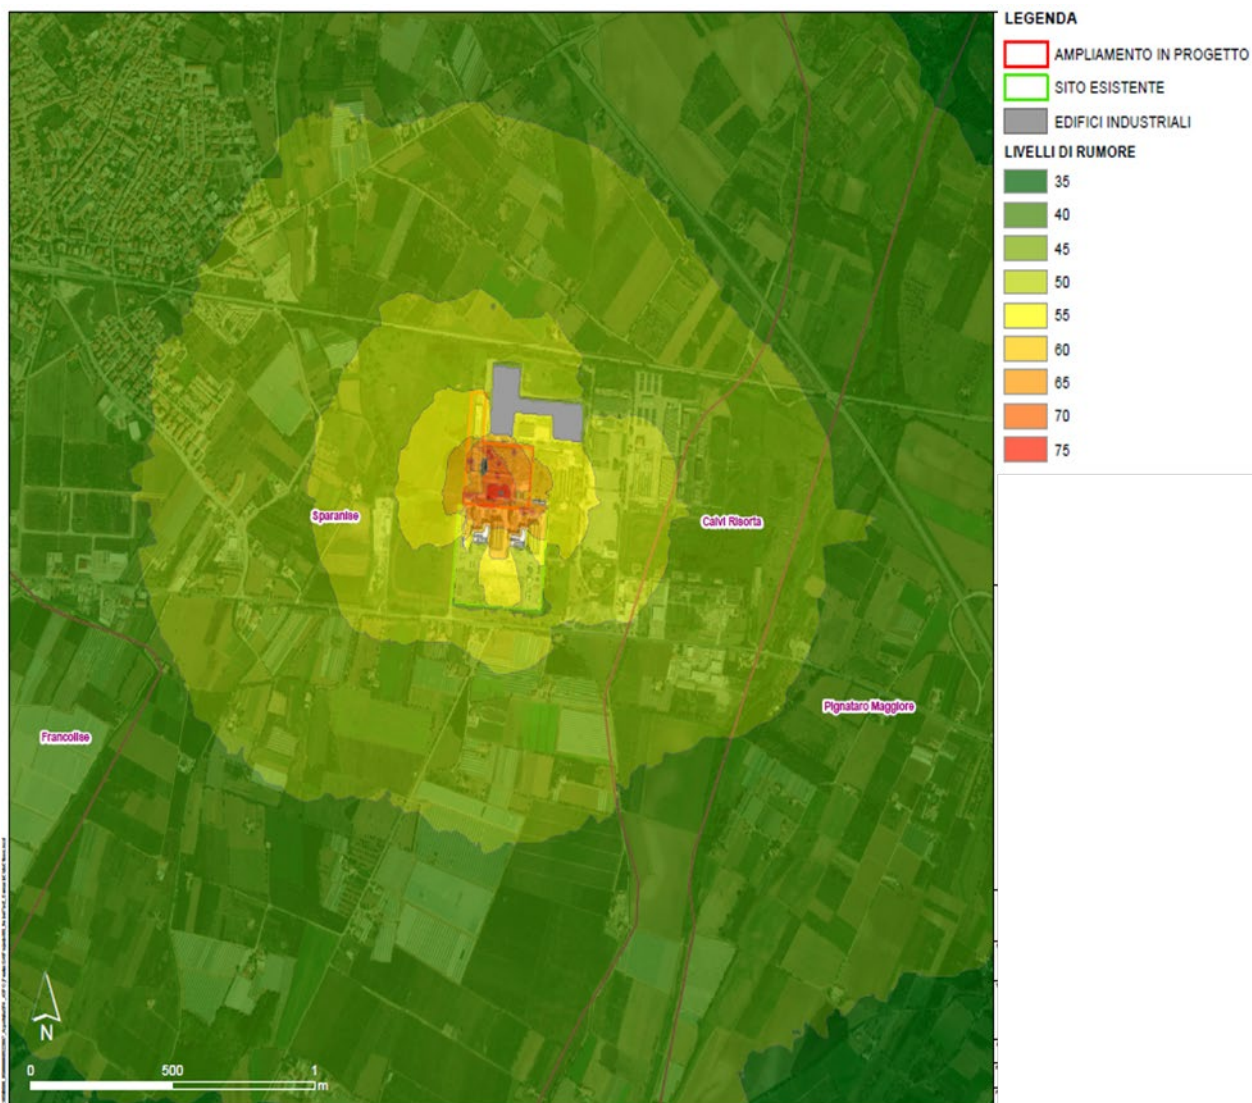 LEGENDA
AMPLIAMENTO IN PROGETTO
SITO ESISTENTE
EDIFICI INDUSTRIALI
LIVELLI DI RUMORE
35
40
45
50
55
60
65
70
75
Sparanise
Calvi Risorta
Pignataro Maggiore
Francolise
N
0 500 1
m